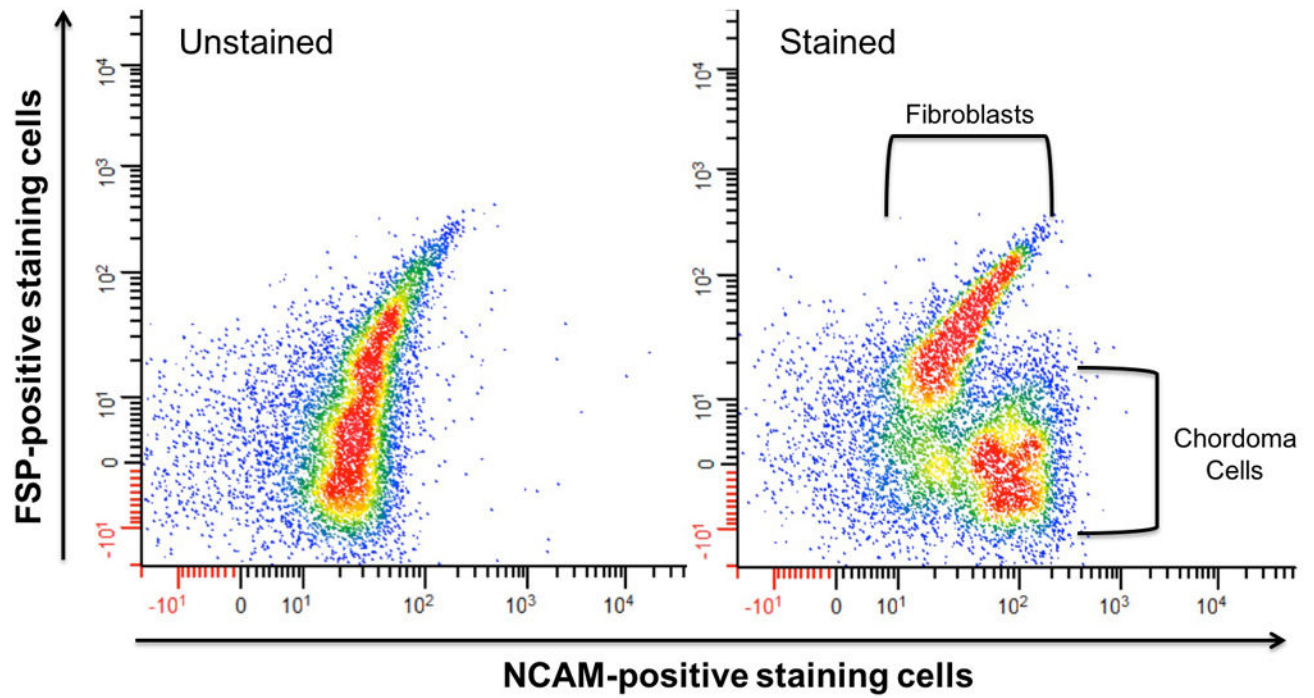 FSP-positive staining cells
Unstained
10⁴
10³
10²
10¹
0
-10¹
-10¹ 0 10¹ 10² 10³ 10⁴
Stained
Fibroblasts
10⁴
10³
10²
10¹
0
-10¹
Chordoma
Cells
-10¹ 0 10¹ 10² 10³ 10⁴
NCAM-positive staining cells